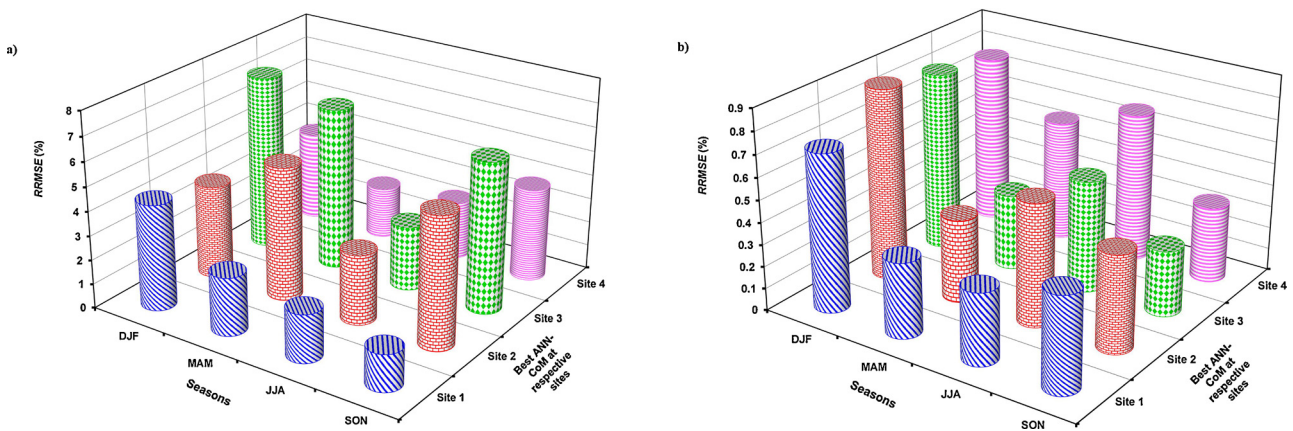 a)
RRMSE (%)
8
7
6
5
4
3
2
1
0
DJF
MAM
JJA
SON
Seasons
Site 1
Site 2
Site 3
Site 4
Best ANN-
CoM at
respective
sites
b)
RRMSE (%)
0.9
0.8
0.7
0.6
0.5
0.4
0.3
0.2
0.1
0
DJF
MAM
JJA
SON
Seasons
Site 1
Site 2
Site 3
Site 4
Best ANN-
CoM at
respective
sites